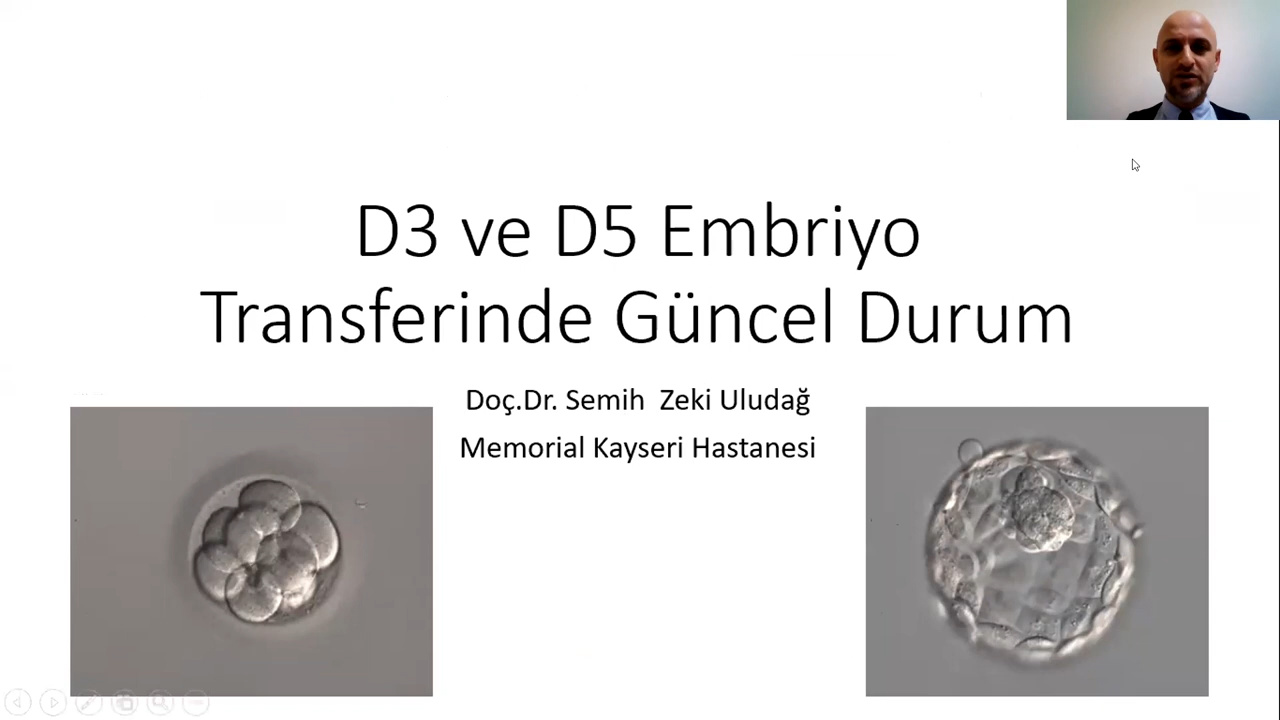 D3 ve D5 Embriyo
Transferinde Güncel Durum
Doç.Dr. Semih  Zeki Uludağ
Memorial Kayseri Hastanesi